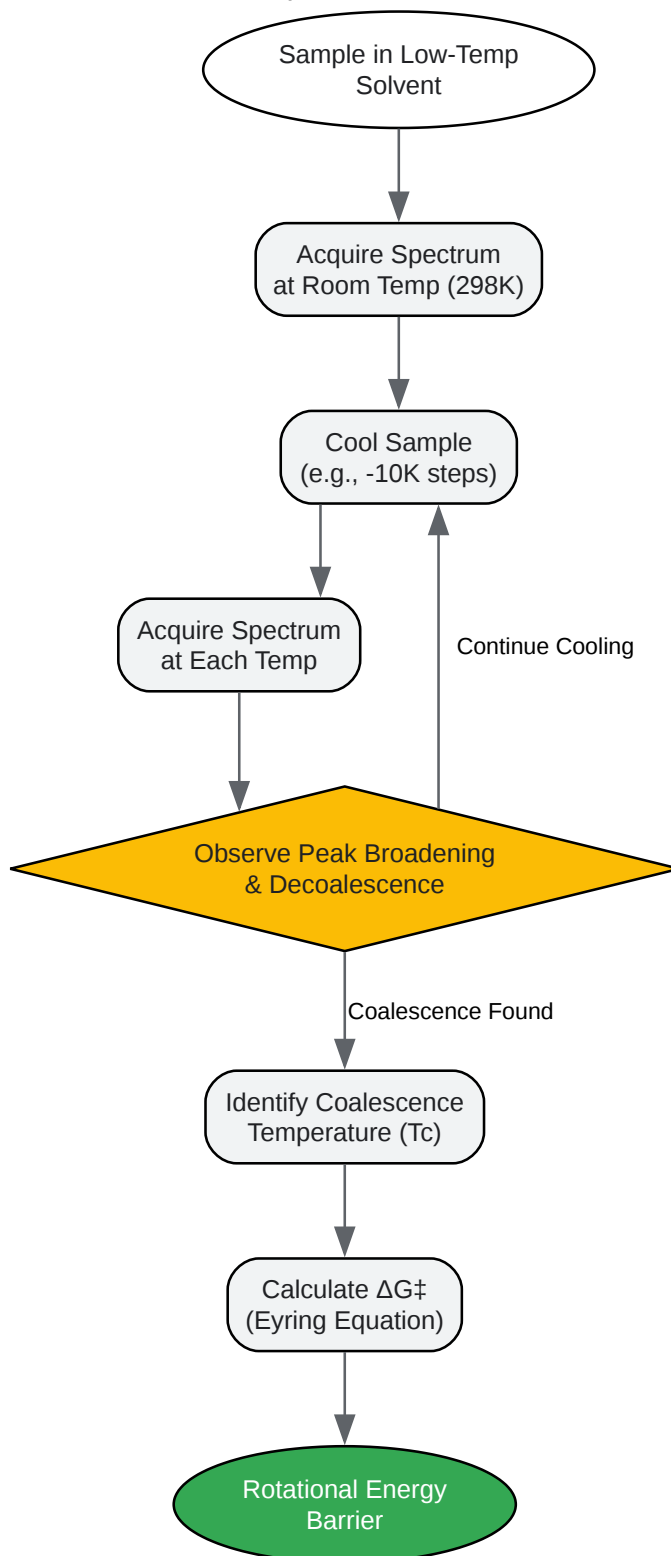 Sample in Low-Temp
Solvent
Acquire Spectrum
at Room Temp (298K)
Cool Sample
(e.g., -10K steps)
Acquire Spectrum
at Each Temp
Continue Cooling
Observe Peak Broadening
& Decoalescence
Coalescence Found
Identify Coalescence
Temperature (Tc)
Calculate ΔG‡
(Eyring Equation)
Rotational Energy
Barrier